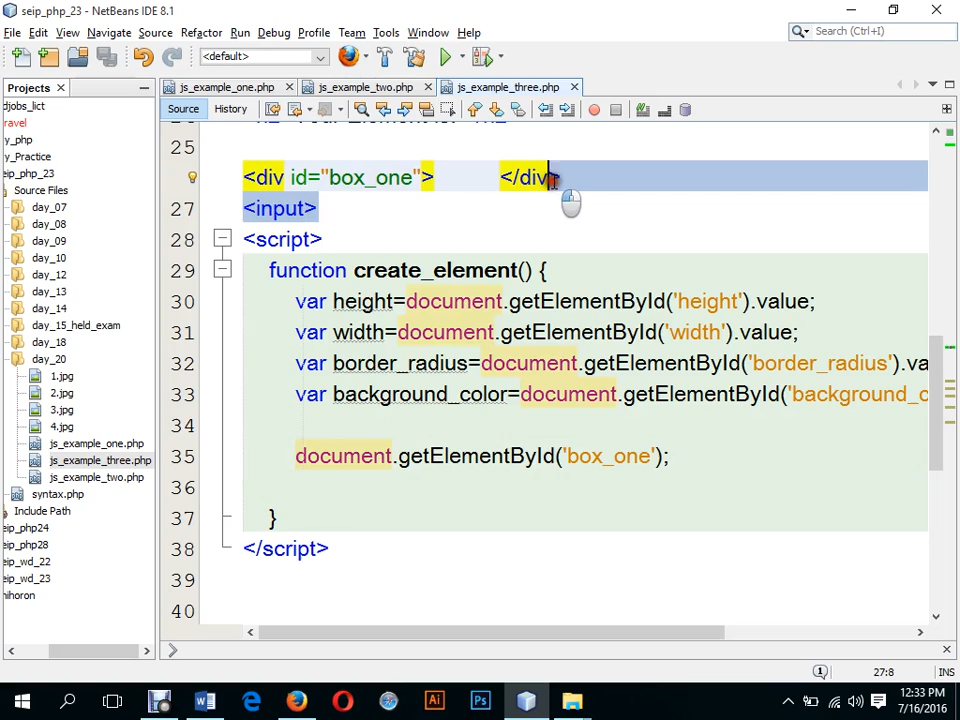 seip_php_23 - NetBeans IDE 8.1
File Edit View Navigate Source Refactor Run Debug Profile Team Tools Window Help
Search (Ctrl+I)
<default>
Projects
js_example_one.php
js_example_two.php
js_example_three.php
Source History
djobs_lict
ravel
y_php
y_Practice
eip_php_23
Source Files
day_07
day_08
day_09
day_10
day_12
day_13
day_14
day_15_held_exam
day_18
day_20
1.jpg
2.jpg
3.jpg
4.jpg
js_example_one.php
js_example_three.php
js_example_two.php
syntax.php
Include Path
eip_php24
eip_php28
eip_wd_22
eip_wd_23
nihoron
25
<div id="box_one"> </div>
27 <input>
28 <script>
29 function create_element() {
30 var height=document.getElementById('height').value;
31 var width=document.getElementById('width').value;
32 var border_radius=document.getElementById('border_radius').va
33 var background_color=document.getElementById('background_c
34
35 document.getElementById('box_one');
36
37 }
38 </script>
39
40
1
27:8
INS
12:33 PM
7/16/2016